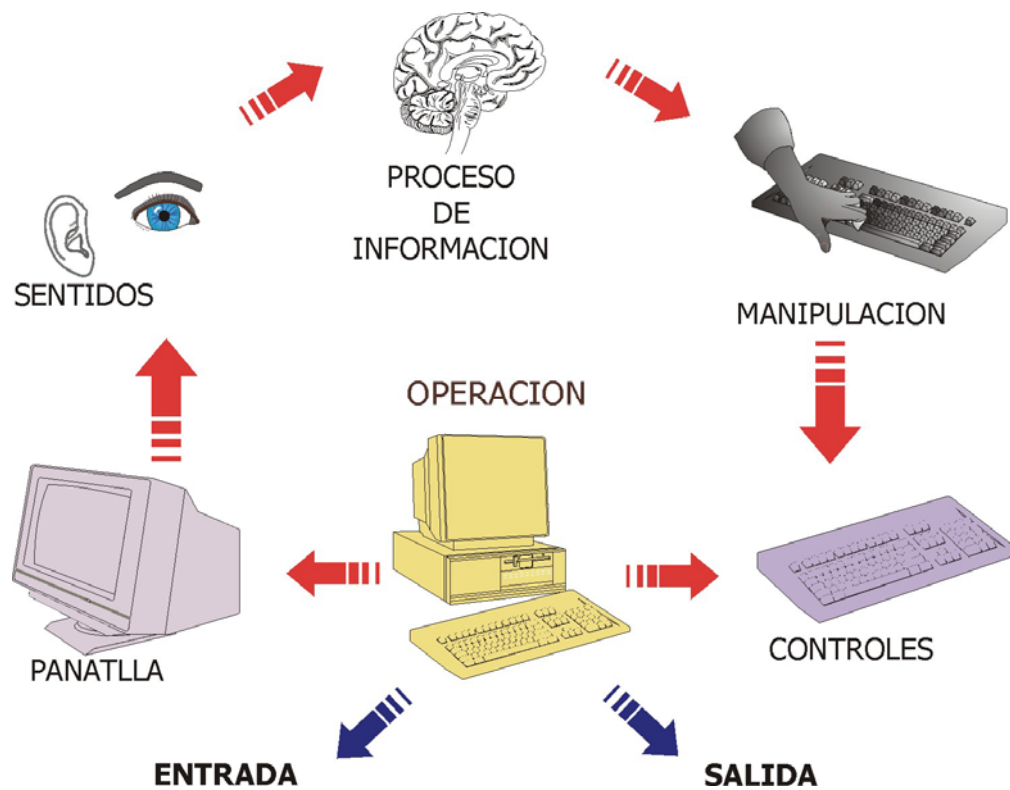 PROCESO
DE
INFORMACION
SENTIDOS
MANIPULACION
OPERACION
PANATLLA
CONTROLES
ENTRADA
SALIDA